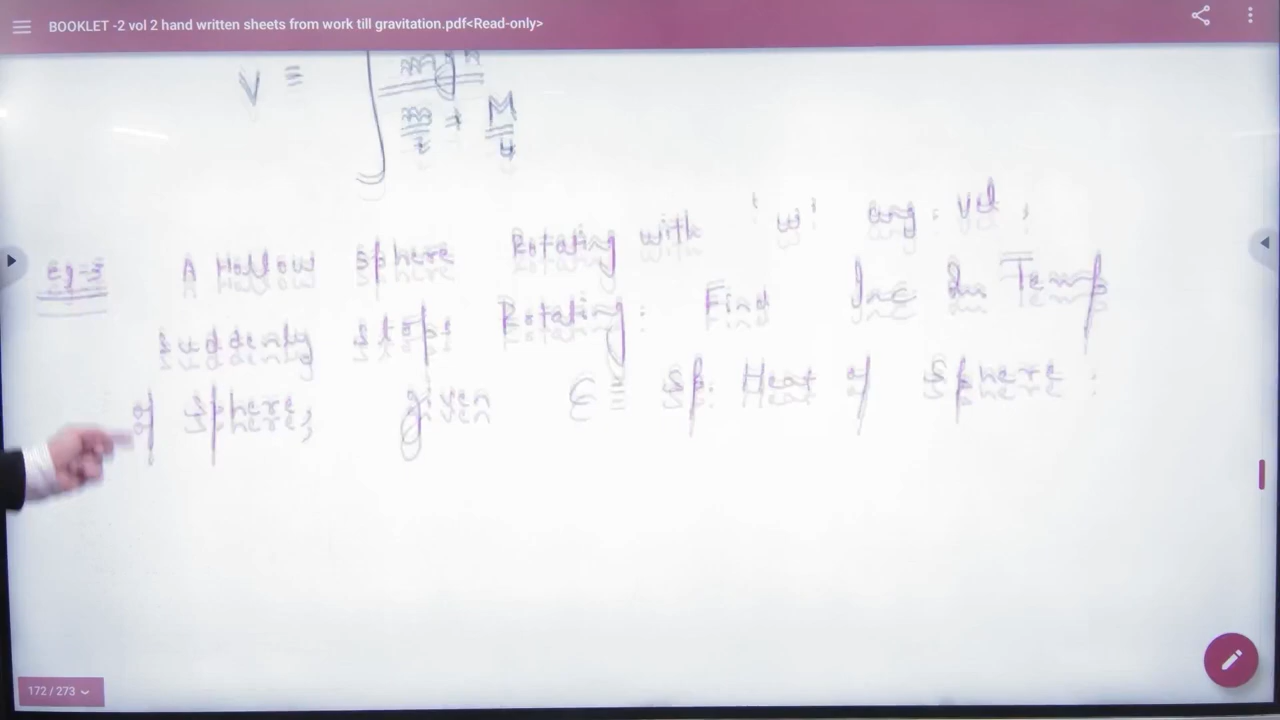 BOOKLET -2 vol 2 hand written sheets from work till gravitation.pdf<Read-only>
V ≡
m + M
eg-3 A Hollow Sphere Rotating with 'w' ang. vel,
suddenly stops Rotating. Find Inc In Temp
of sphere, given ε ≡ Sp. Heat of Sphere.
172 / 273